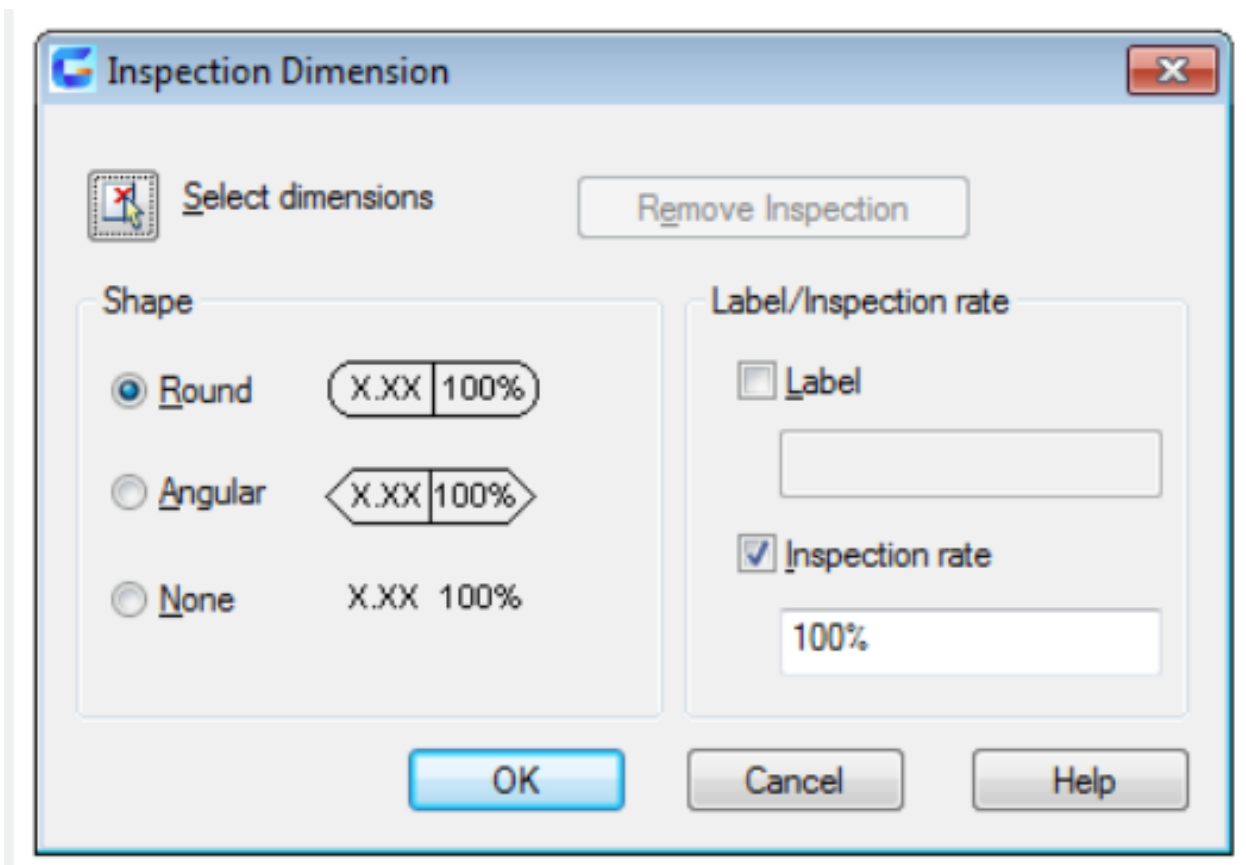 Inspection Dimension
Select dimensions
Remove Inspection
Shape
Round
X.XX 100%
Angular
X.XX 100%
None
X.XX 100%
Label/Inspection rate
Label
Inspection rate
100%
OK
Cancel
Help